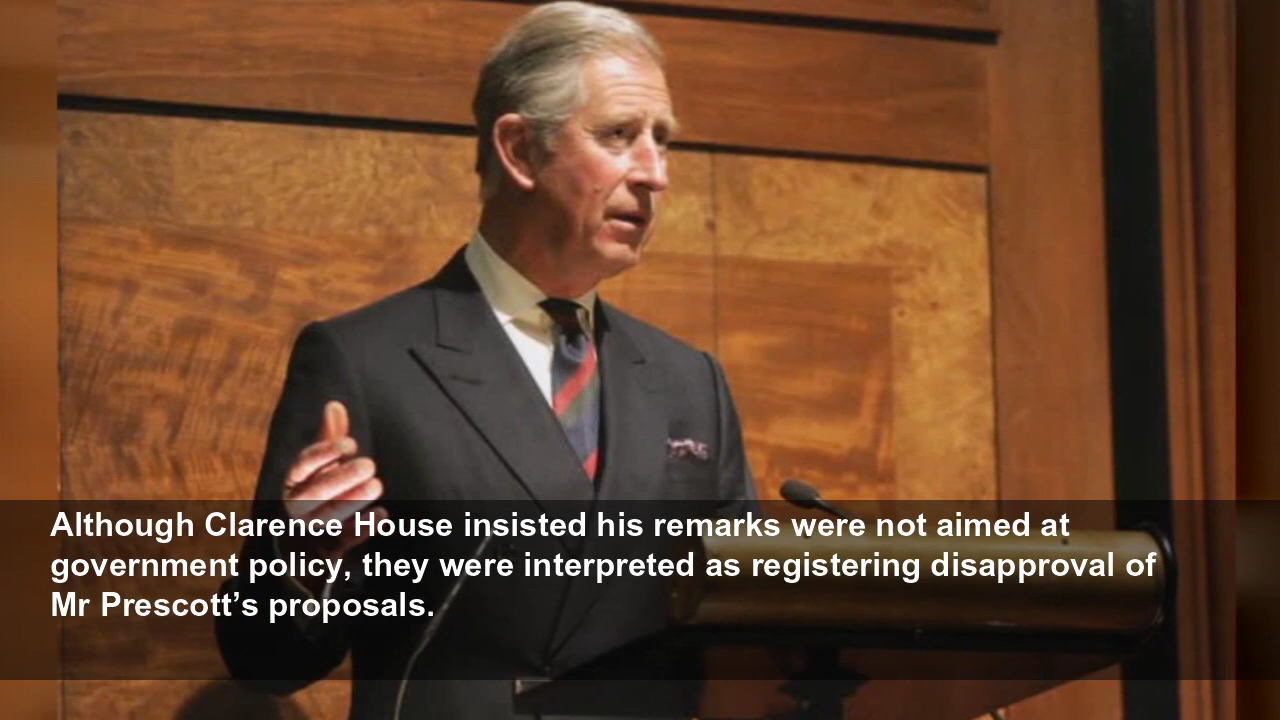 Although Clarence House insisted his remarks were not aimed at
government policy, they were interpreted as registering disapproval of
Mr Prescott’s proposals.